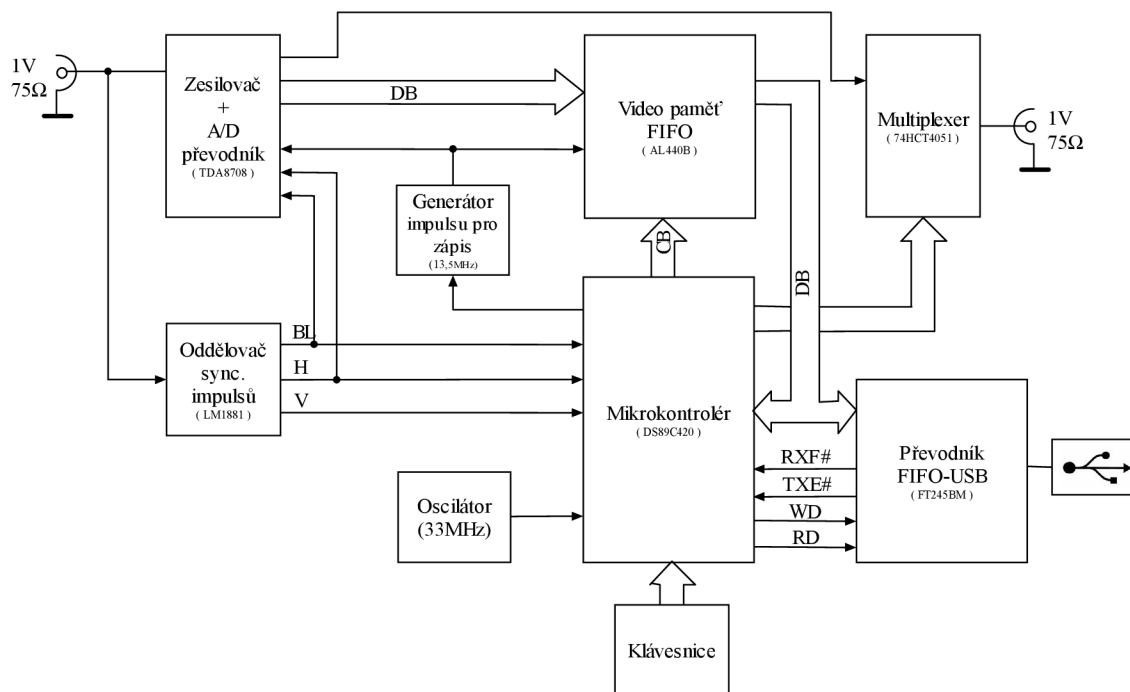 1V
75Ω
Zesilovač
+
A/D
převodník
( TDA8708 )
DB
Video paměť
FIFO
( AL440B )
Multiplexer
( 74HCT4051 )
1V
75Ω
Generátor
impulsu pro
zápis
(13,5MHz)
CB
DB
Oddělovač
sync.
impulsů
( LM1881 )
BL
H
V
Mikrokontrolér
( DS89C420 )
RXF#
TXE#
WD
RD
Převodník
FIFO-USB
( FT245BM )
Oscilátor
(33MHz)
Klávesnice